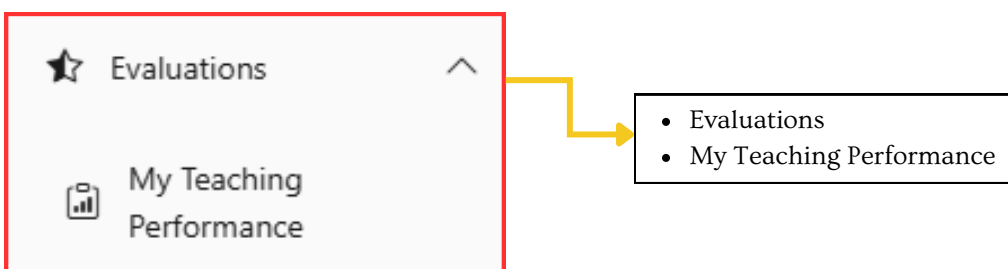 Evaluations
My Teaching
Performance
• Evaluations
• My Teaching Performance